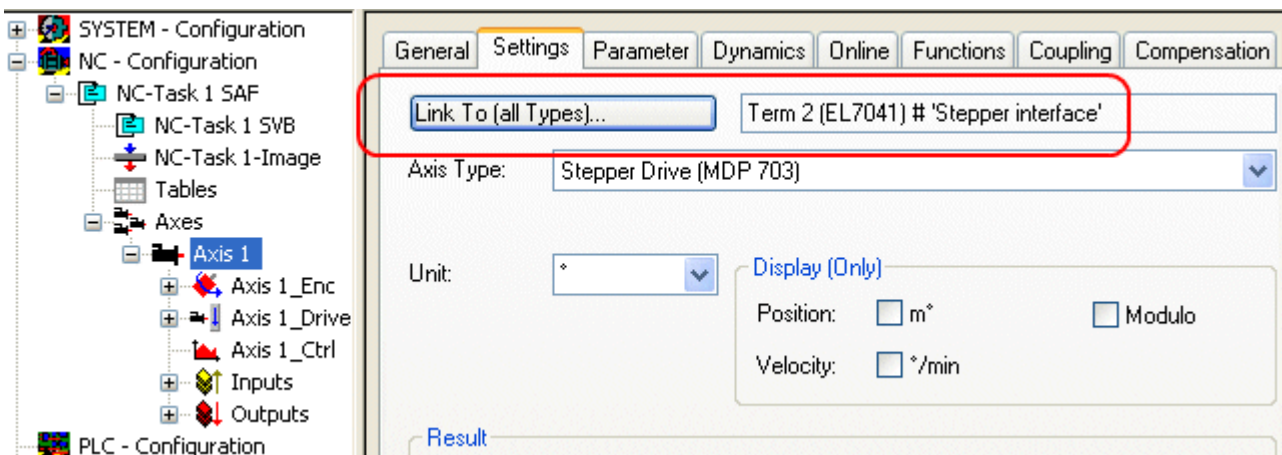 SYSTEM - Configuration
NC - Configuration
NC-Task 1 SAF
NC-Task 1 SVB
NC-Task 1-Image
Tables
Axes
Axis 1
Axis 1_Enc
Axis 1_Drive
Axis 1_Ctrl
Inputs
Outputs
PLC - Configuration
General Settings Parameter Dynamics Online Functions Coupling Compensation
Link To (all Types)... Term 2 (EL7041) # 'Stepper interface'
Axis Type: Stepper Drive (MDP 703)
Unit: °
Display (Only)
Position: m° Modulo
Velocity: °/min
Result